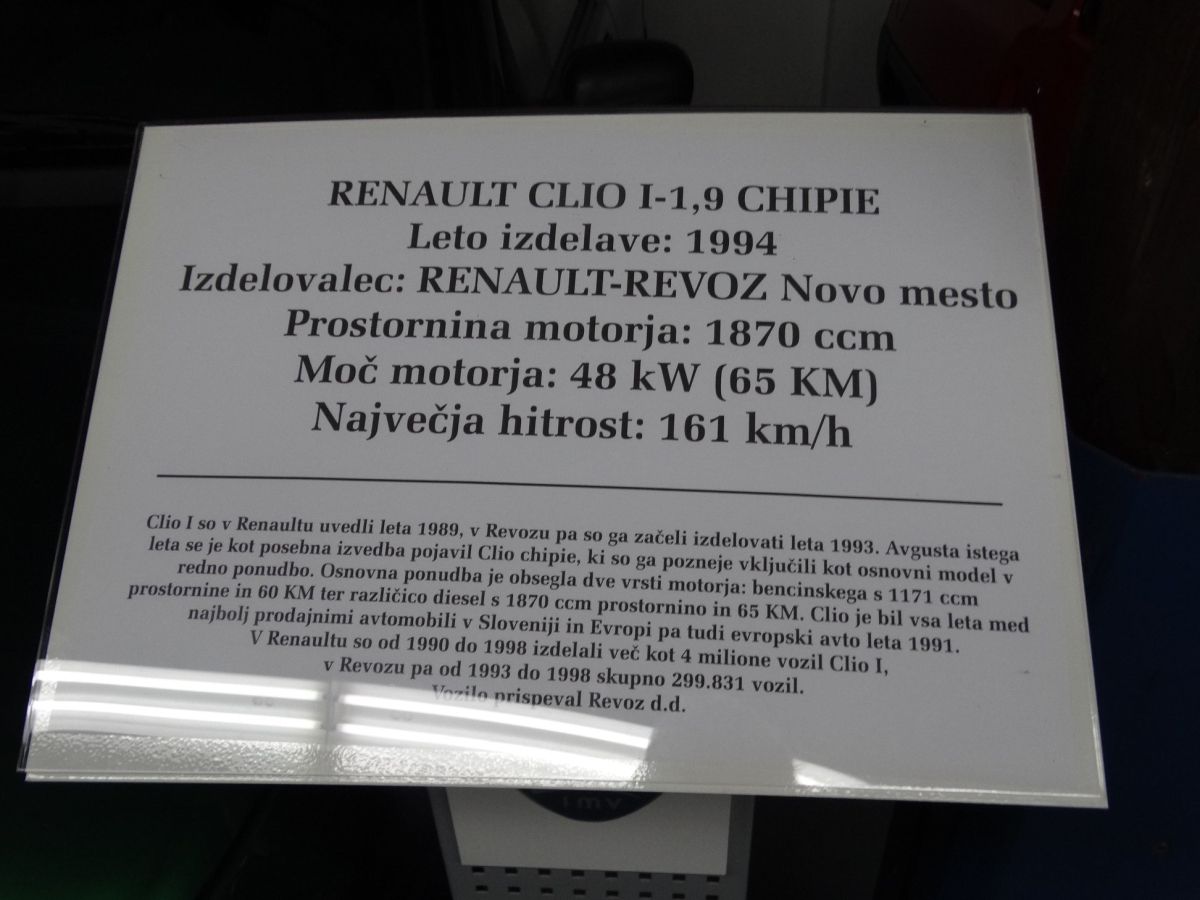 RENAULT CLIO I-1,9 CHIPIE
Leto izdelave: 1994
Izdelovalec: RENAULT-REVOZ Novo mesto
Prostornina motorja: 1870 ccm
Moč motorja: 48 kW (65 KM)
Največja hitrost: 161 km/h
Clio I so v Renaultu uvedli leta 1989, v Revozu pa so ga začeli izdelovati leta 1993. Avgusta istega
leta se je kot posebna izvedba pojavil Clio chipie, ki so ga pozneje vključili kot osnovni model v
redno ponudbo. Osnovna ponudba je obsegla dve vrsti motorja: bencinskega s 1171 ccm
prostornine in 60 KM ter različico diesel s 1870 ccm prostornino in 65 KM. Clio je bil vsa leta med
najbolj prodajnimi avtomobili v Sloveniji in Evropi pa tudi evropski avto leta 1991.
V Renaultu so od 1990 do 1998 izdelali več kot 4 milione vozil Clio I,
v Revozu pa od 1993 do 1998 skupno 299.831 vozil.
Vozilo prispeval Revoz d.d.
imv